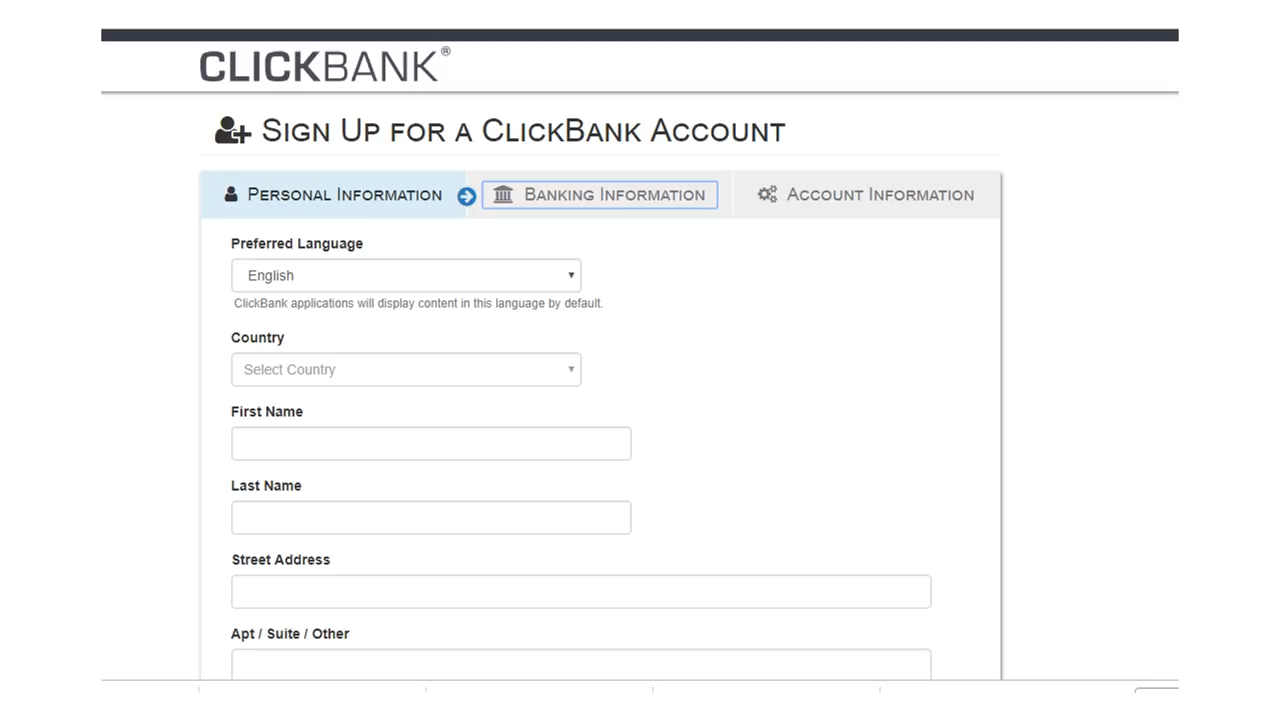 CLICKBANK®
SIGN UP FOR A CLICKBANK ACCOUNT
PERSONAL INFORMATION BANKING INFORMATION ACCOUNT INFORMATION
Preferred Language
English
ClickBank applications will display content in this language by default.
Country
Select Country
First Name
Last Name
Street Address
Apt / Suite / Other